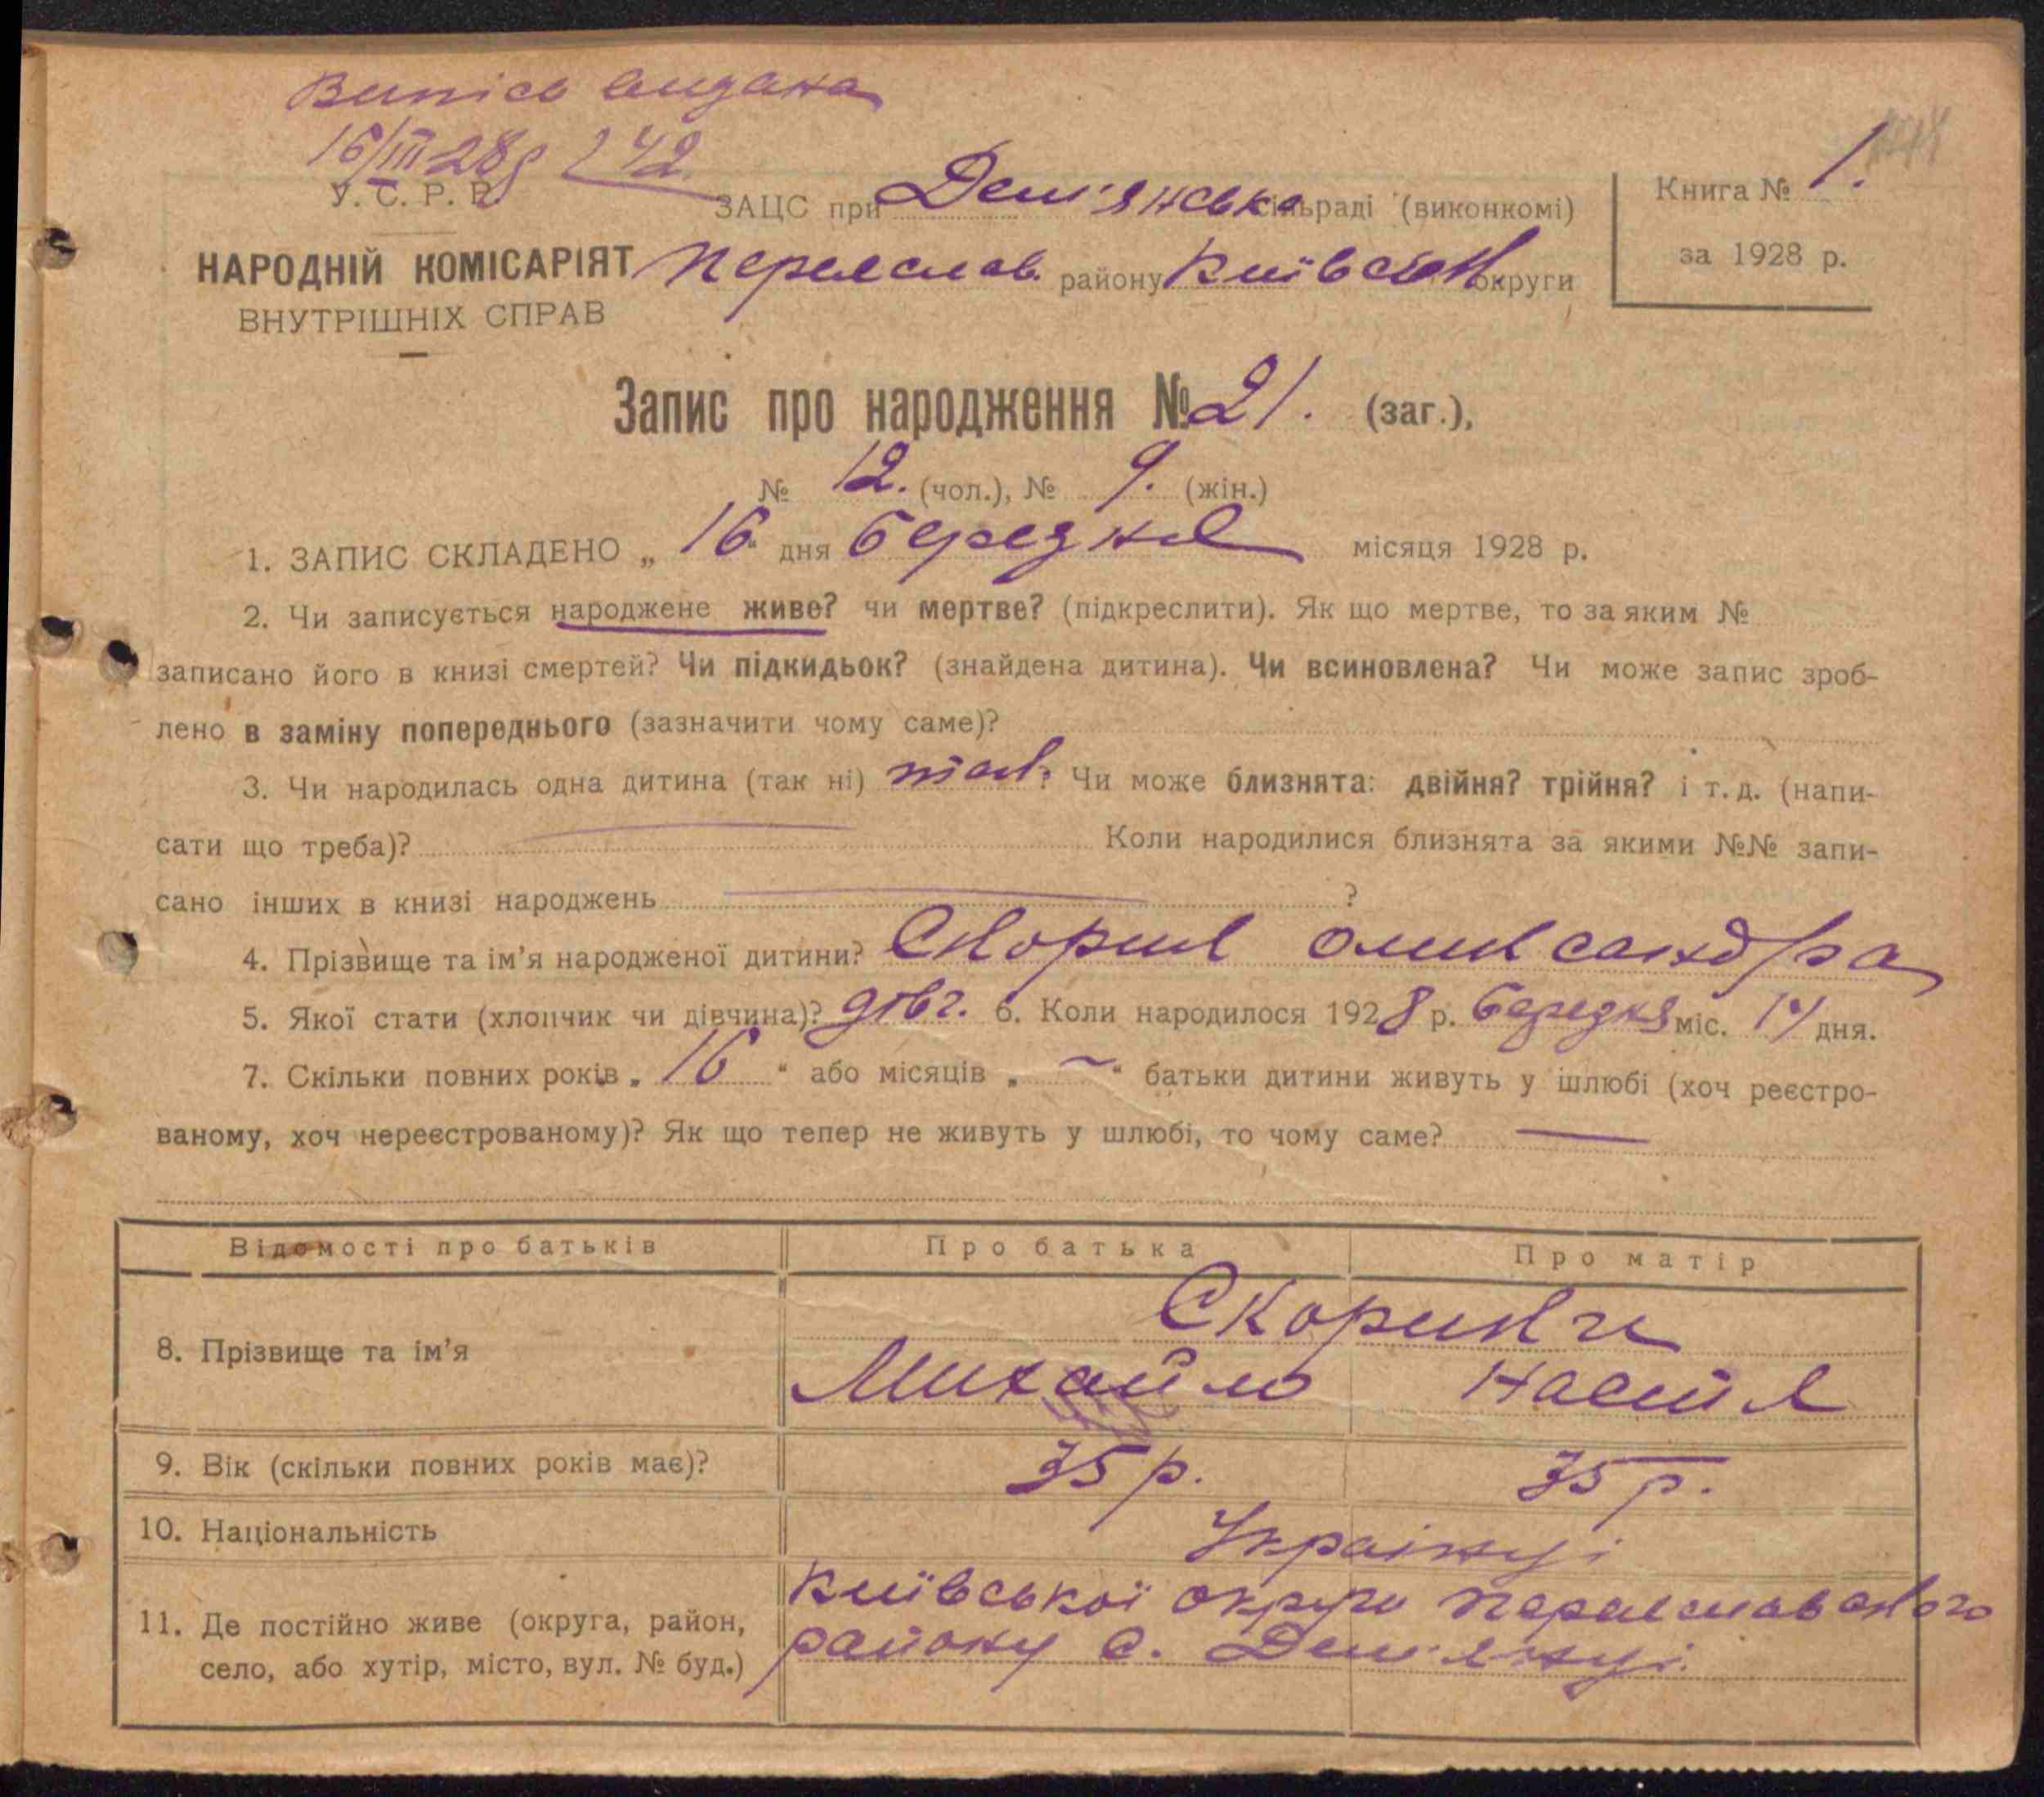 Випісь видана
16/III 28 р 242.
У. С. Р. Р.
ЗАЦС при Дем'янська сільраді (виконкомі)
Книга № 1.
НАРОДНІЙ КОМІСАРІЯТ Переяслав. району Київськ округи
за 1928 р.
ВНУТРІШНІХ СПРАВ
Запис про народження № 21. (заг.),
№ 12. (чол.), № 9. (жін.)
1. ЗАПИС СКЛАДЕНО „ 16 " дня березня місяця 1928 р.
2. Чи записується народжене живе? чи мертве? (підкреслити). Як що мертве, то за яким №
записано його в книзі смертей? Чи підкидьок? (знайдена дитина). Чи всиновлена? Чи може запис зроб-
лено в заміну попереднього (зазначити чому саме)?
3. Чи народилась одна дитина (так ні) так? Чи може близнята: двійня? трійня? і т. д. (напи-
сати що треба)? Коли народилися близнята за якими №№ запи-
сано інших в книзі народжень ?
4. Прізвище та ім'я народженої дитини? Олександра
5. Якої стати (хлопчик чи дівчина)? дівч. 6. Коли народилося 1928 р. березня міс. 14 дня.
7. Скільки повних років „ 16 " або місяців „ ~ " батьки дитини живуть у шлюбі (хоч реєстро-
ваному, хоч нереєстрованому)? Як що тепер не живуть у шлюбі, то чому саме?
Відомості про батьків Про батька Про матір
8. Прізвище та ім'я
Михайло Настя
9. Вік (скільки повних років має)? 35 р. 35 р.
10. Національність Українці
11. Де постійно живе (округа, район, Київської округи Переяславского
село, або хутір, місто, вул. № буд.) району с. Дем'янці